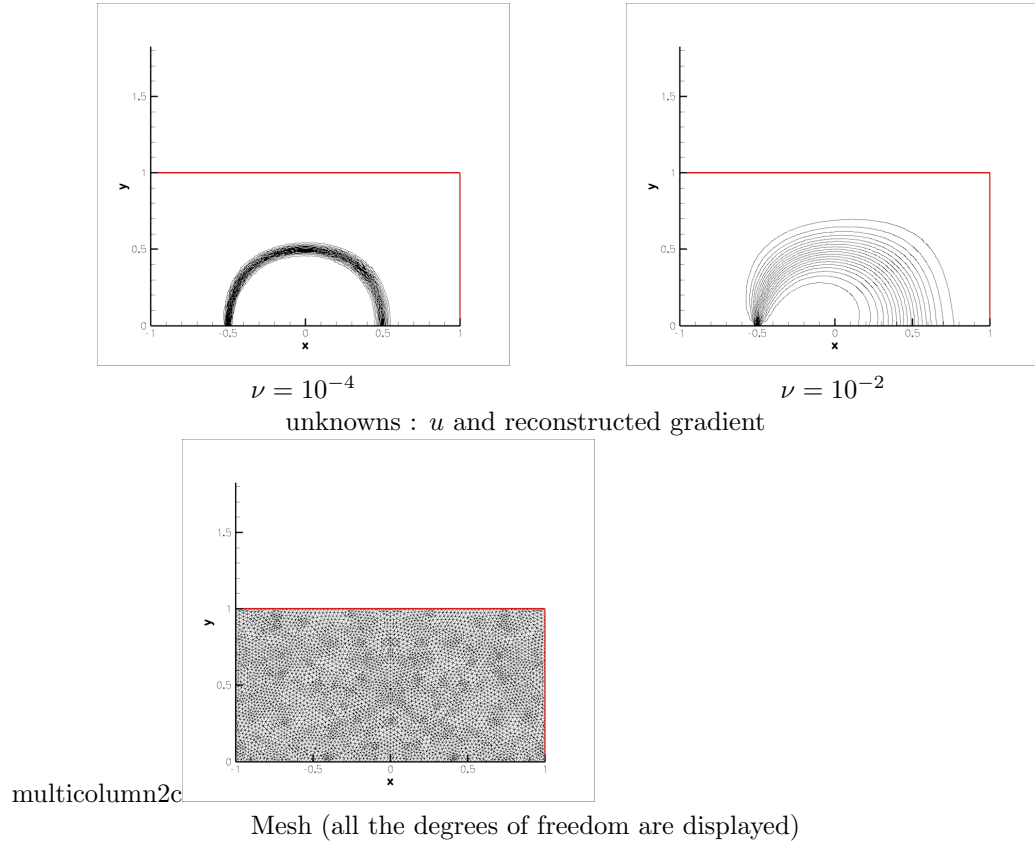 1.5
1.5
1
1
y
y
0.5
0.5
0
0
-1 -0.5 0 0.5 1
-1 -0.5 0 0.5 1
x
x
ν = 10⁻⁴
ν = 10⁻²
unknowns : u and reconstructed gradient
1.5
1
y
0.5
0
-1 -0.5 0 0.5 1
x
multicolumn2c
Mesh (all the degrees of freedom are displayed)